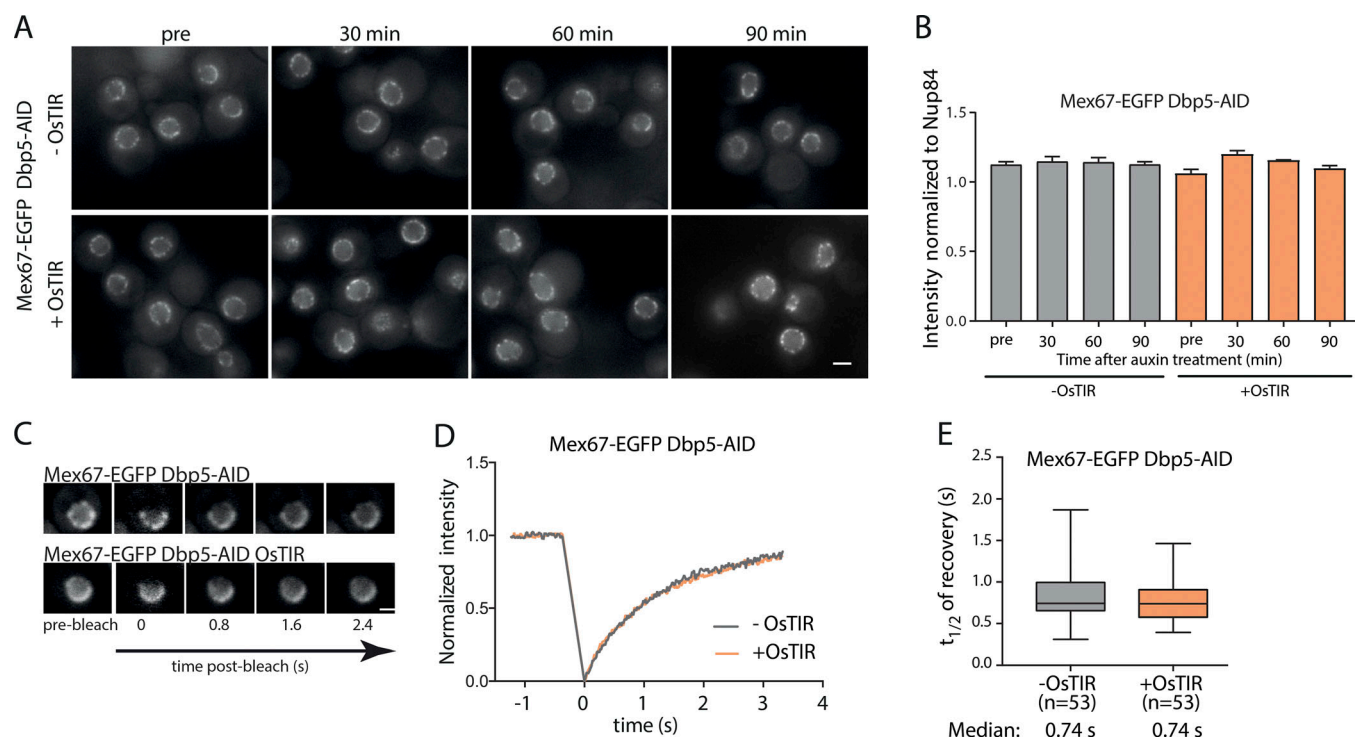 A
pre
30 min
60 min
90 min
Mex67-EGFP Dbp5-AID
- OsTIR
+ OsTIR
B
Mex67-EGFP Dbp5-AID
Intensity normalized to Nup84
1.5
1.0
0.5
0.0
pre 30 60 90 pre 30 60 90
Time after auxin treatment (min)
-OsTIR +OsTIR
C
Mex67-EGFP Dbp5-AID
Mex67-EGFP Dbp5-AID OsTIR
pre-bleach 0 0.8 1.6 2.4
time post-bleach (s)
D
Mex67-EGFP Dbp5-AID
Normalized intensity
1.5
1.0
0.5
0.0
- OsTIR
+OsTIR
-1 0 1 2 3 4
time (s)
E
Mex67-EGFP Dbp5-AID
t1/2 of recovery (s)
2.5
2.0
1.5
1.0
0.5
0.0
-OsTIR +OsTIR
(n=53) (n=53)
Median: 0.74 s 0.74 s